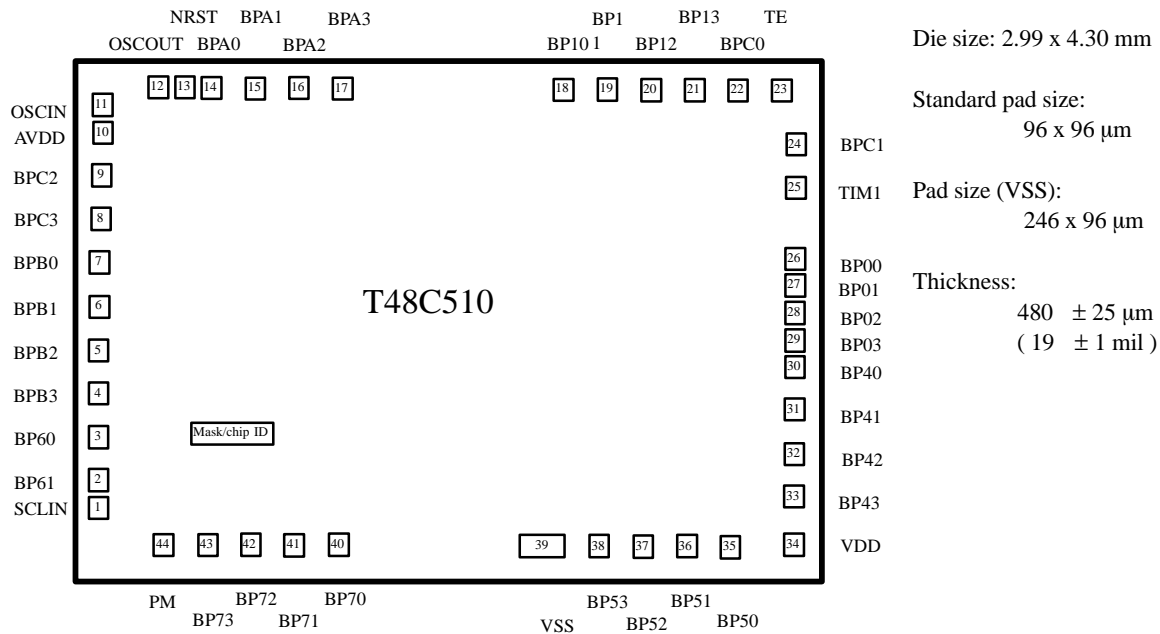 NRST BPA1 BPA3 BP1 BP13 TE
OSCOUT BPA0 BPA2 BP10 1 BP12 BPC0
Die size: 2.99 x 4.30 mm
12 13 14 15 16 17 18 19 20 21 22 23
Standard pad size:
96 x 96 µm
OSCIN 11
AVDD 10
24 BPC1
BPC2 9
25 TIM1
Pad size (VSS):
246 x 96 µm
BPC3 8
BPB0 7
26 BP00
27 BP01
Thickness:
480 ± 25 µm
( 19 ± 1 mil )
BPB1 6
T48C510
28 BP02
29 BP03
BPB2 5
30 BP40
BPB3 4
31 BP41
BP60 3
Mask/chip ID
32 BP42
BP61 2
SCLIN 1
33 BP43
44 43 42 41 40 39 38 37 36 35 34 VDD
PM BP72 BP70 BP53 BP51
BP73 BP71 VSS BP52 BP50